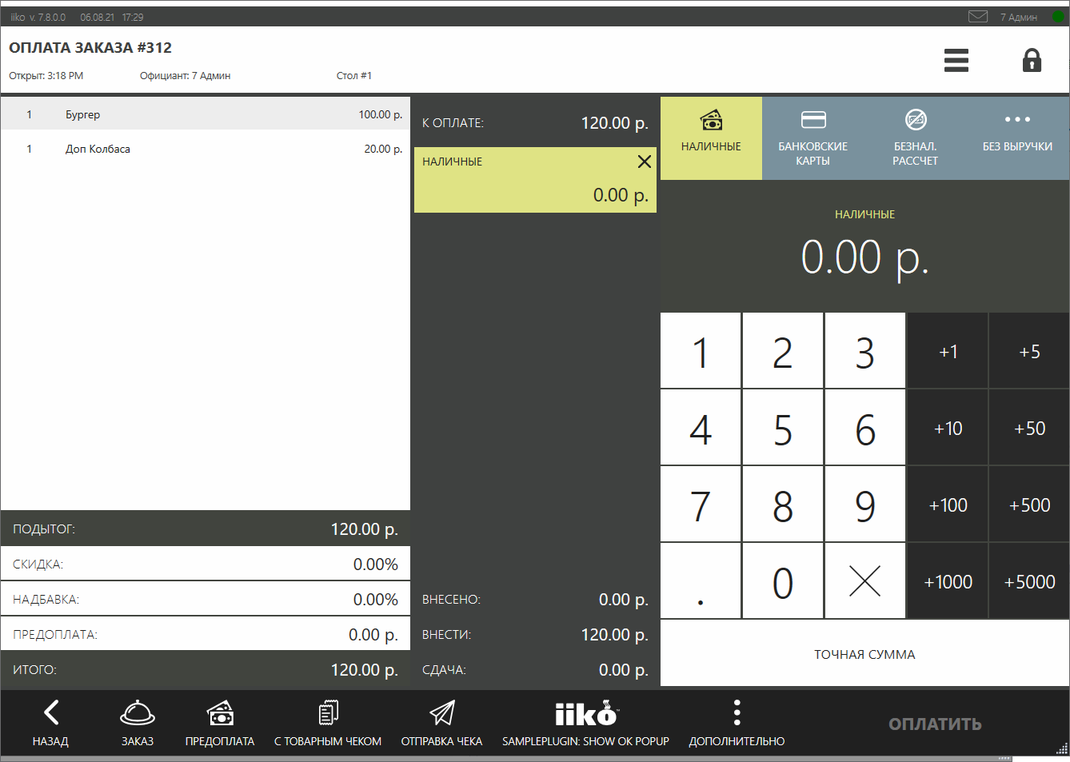 iiko v. 7.8.0.0 06.08.21 17:29 7 Админ
ОПЛАТА ЗАКАЗА #312
Открыт: 3:18 PM Официант: 7 Админ Стол #1
1 Бургер 100.00 р.
1 Доп Колбаса 20.00 р.
ПОДЫТОГ: 120.00 р.
СКИДКА: 0.00%
НАДБАВКА: 0.00%
ПРЕДОПЛАТА: 0.00 р.
ИТОГО: 120.00 р.
К ОПЛАТЕ: 120.00 р.
НАЛИЧНЫЕ
0.00 р.
ВНЕСЕНО: 0.00 р.
ВНЕСТИ: 120.00 р.
СДАЧА: 0.00 р.
НАЛИЧНЫЕ
БАНКОВСКИЕ
КАРТЫ
БЕЗНАЛ.
РАССЧЕТ
БЕЗ ВЫРУЧКИ
НАЛИЧНЫЕ
0.00 р.
1 2 3 +1 +5
4 5 6 +10 +50
7 8 9 +100 +500
. 0 +1000 +5000
ТОЧНАЯ СУММА
iiko
НАЗАД ЗАКАЗ ПРЕДОПЛАТА С ТОВАРНЫМ ЧЕКОМ ОТПРАВКА ЧЕКА SAMPLEPLUGIN: SHOW OK POPUP ДОПОЛНИТЕЛЬНО
ОПЛАТИТЬ